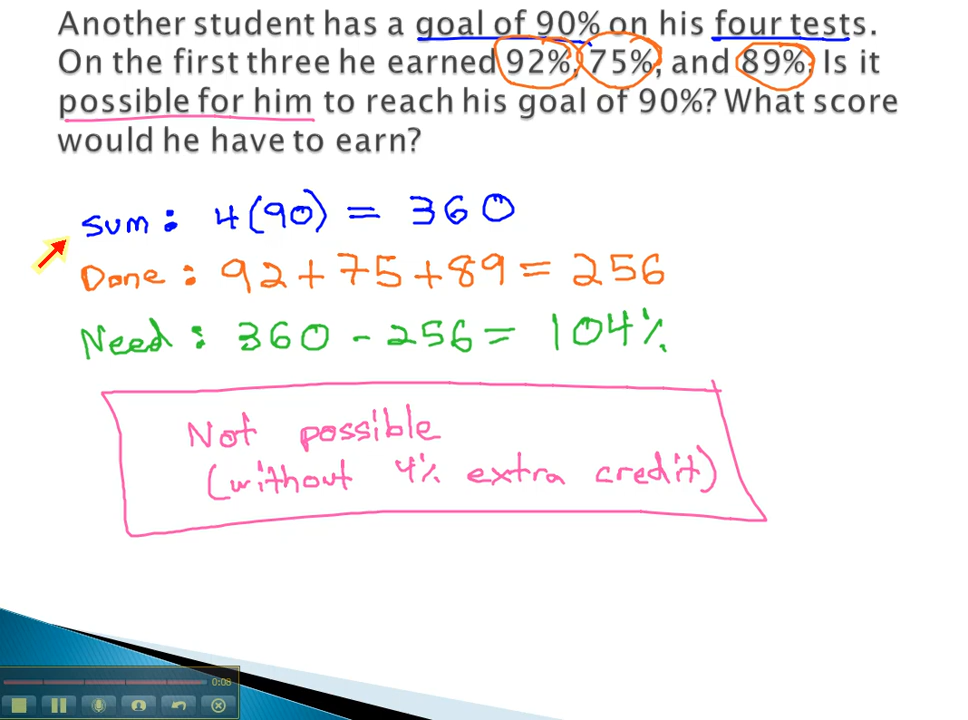 Another student has a goal of 90% on his four tests.
On the first three he earned 92%, 75%, and 89%. Is it
possible for him to reach his goal of 90%? What score
would he have to earn?
Sum: 4(90) = 360
Done: 92+75+89 = 256
Need: 360 - 256 = 104%
Not possible
(without 4% extra credit)
0:08